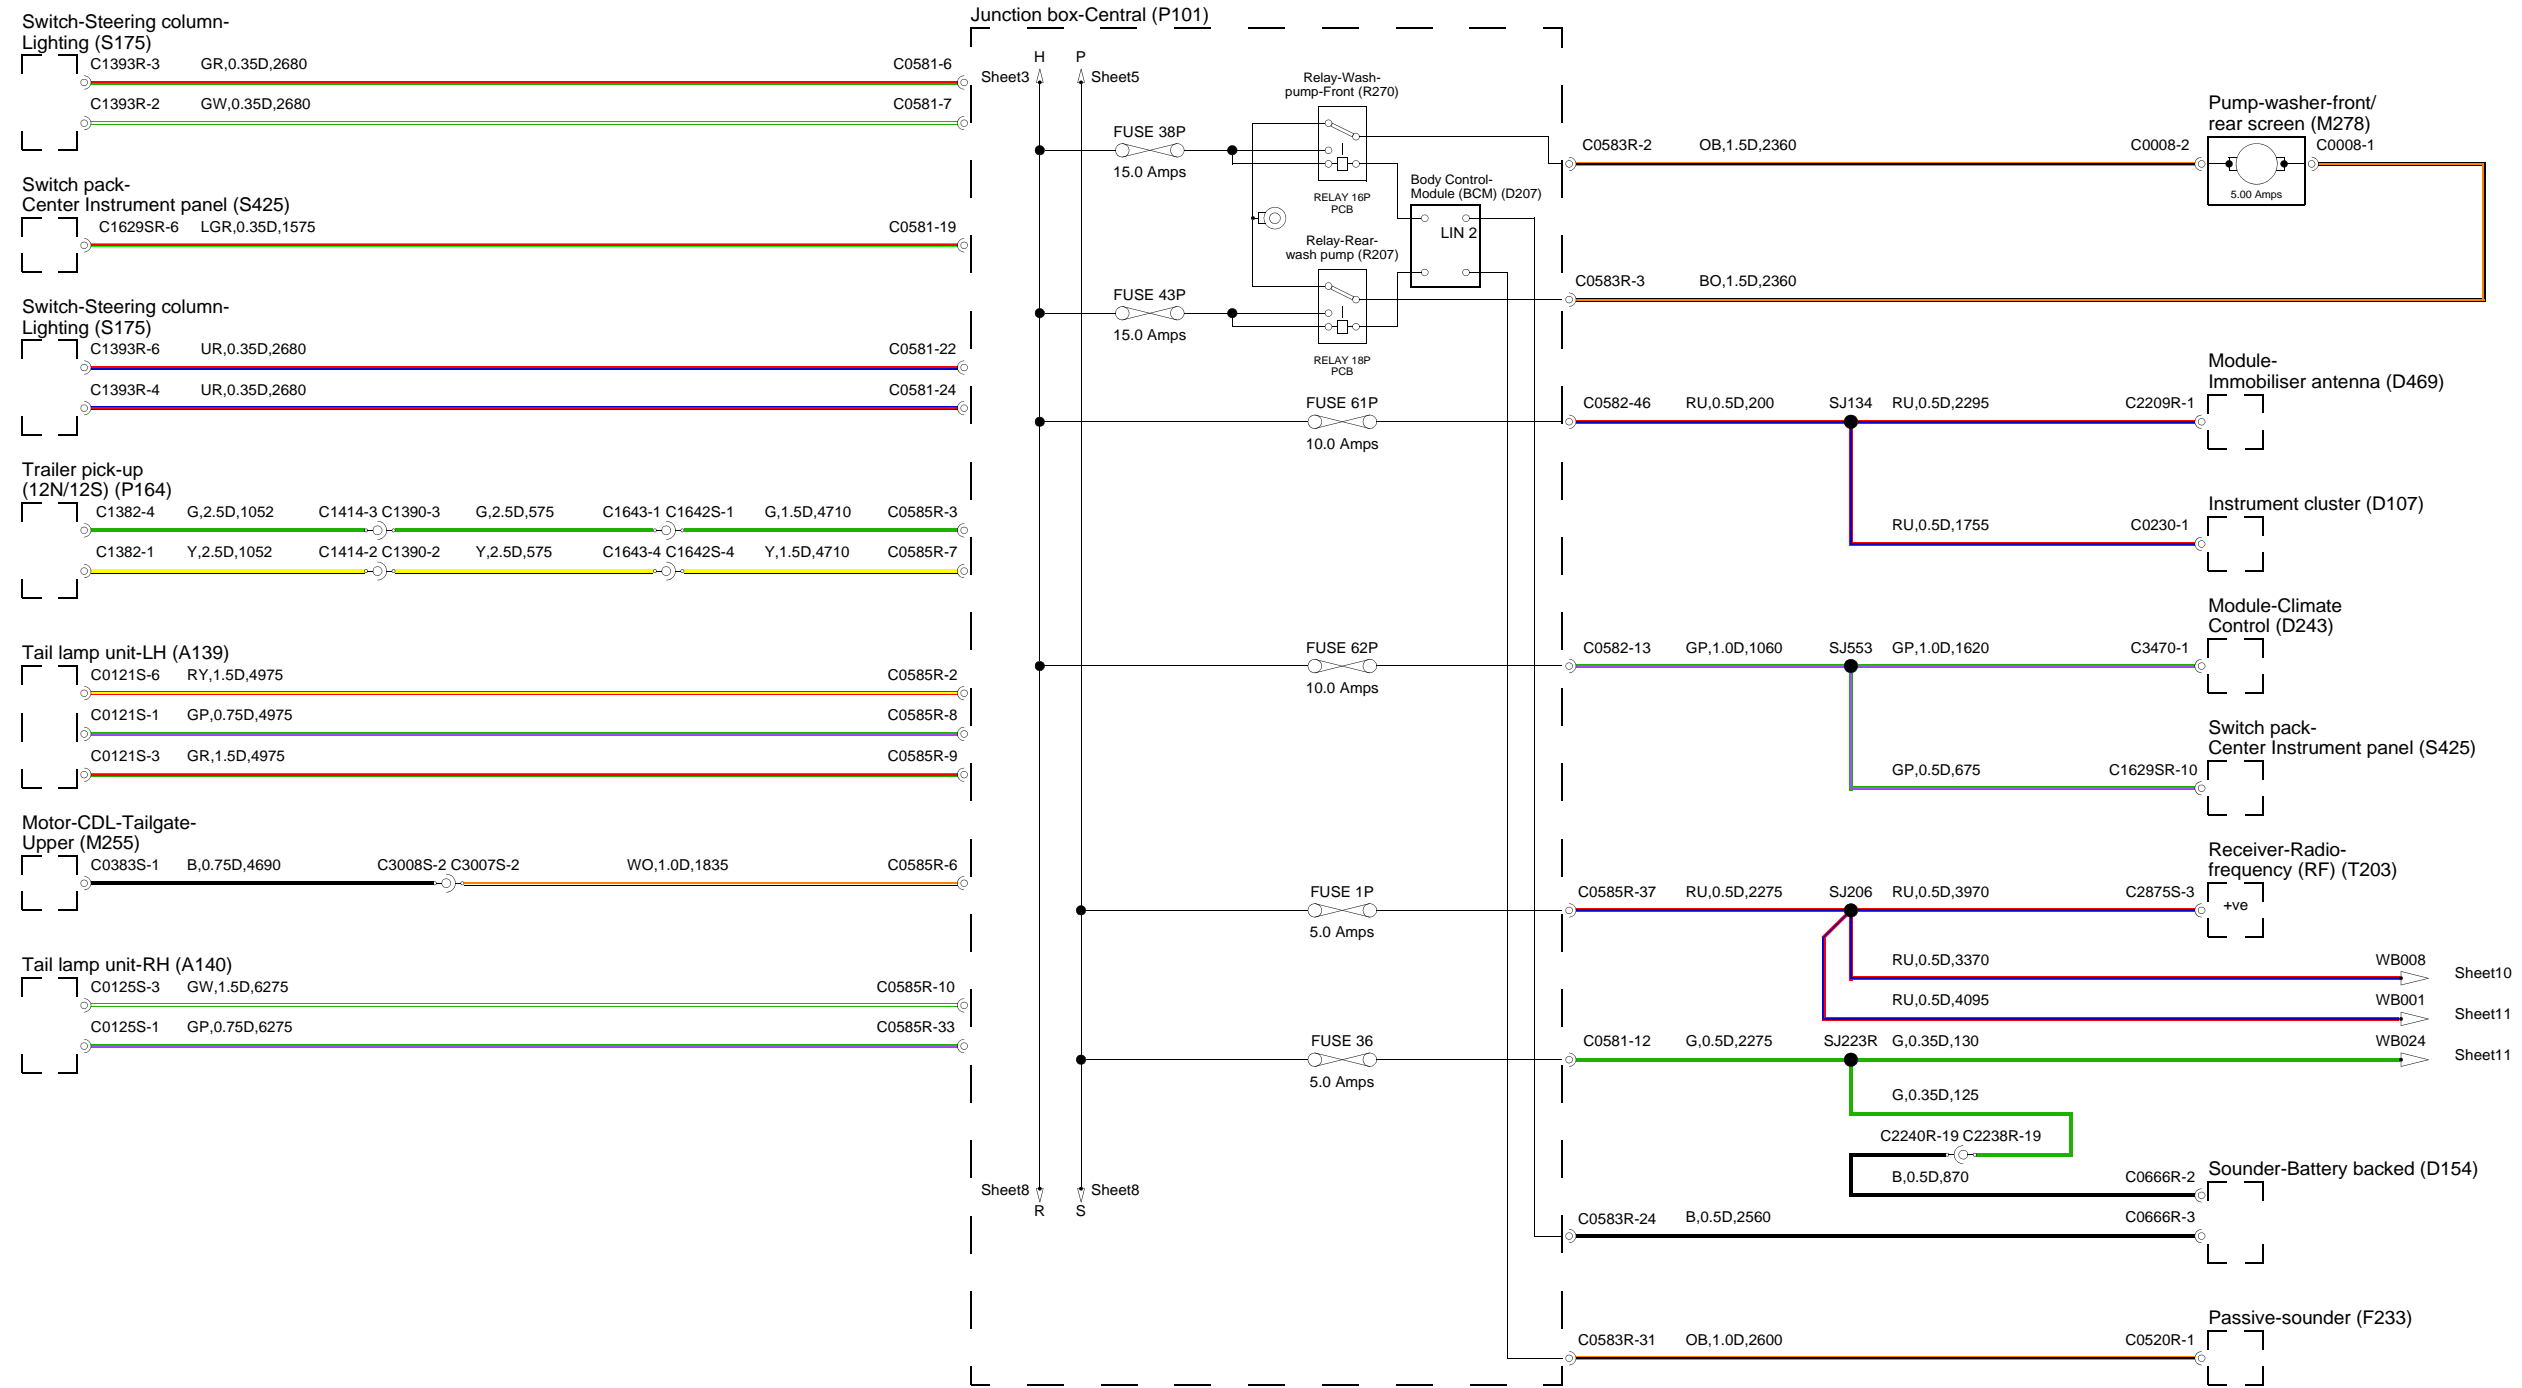 Switch-Steering column-
Lighting (S175)
C1393R-3 GR,0.35D,2680 C0581-6
C1393R-2 GW,0.35D,2680 C0581-7
Switch pack-
Center Instrument panel (S425)
C1629SR-6 LGR,0.35D,1575 C0581-19
Switch-Steering column-
Lighting (S175)
C1393R-6 UR,0.35D,2680 C0581-22
C1393R-4 UR,0.35D,2680 C0581-24
Trailer pick-up
(12N/12S) (P164)
C1382-4 G,2.5D,1052 C1414-3 C1390-3 G,2.5D,575 C1643-1 C1642S-1 G,1.5D,4710 C0585R-3
C1382-1 Y,2.5D,1052 C1414-2 C1390-2 Y,2.5D,575 C1643-4 C1642S-4 Y,1.5D,4710 C0585R-7
Tail lamp unit-LH (A139)
C0121S-6 RY,1.5D,4975 C0585R-2
C0121S-1 GP,0.75D,4975 C0585R-8
C0121S-3 GR,1.5D,4975 C0585R-9
Motor-CDL-Tailgate-
Upper (M255)
C0383S-1 B,0.75D,4690 C3008S-2 C3007S-2 WO,1.0D,1835 C0585R-6
Tail lamp unit-RH (A140)
C0125S-3 GW,1.5D,6275 C0585R-10
C0125S-1 GP,0.75D,6275 C0585R-33
Junction box-Central (P101)
H P
Sheet3 Sheet5
Relay-Wash-
pump-Front (R270)
FUSE 38P
15.0 Amps
RELAY 16P
PCB
Body Control-
Module (BCM) (D207)
LIN 2
Relay-Rear-
wash pump (R207)
FUSE 43P
15.0 Amps
RELAY 18P
PCB
FUSE 61P
10.0 Amps
FUSE 62P
10.0 Amps
FUSE 1P
5.0 Amps
FUSE 36
5.0 Amps
Sheet8 Sheet8
R S
Pump-washer-front/
rear screen (M278)
C0583R-2 OB,1.5D,2360 C0008-2 C0008-1
5.00 Amps
C0583R-3 BO,1.5D,2360
Module-
Immobiliser antenna (D469)
C0582-46 RU,0.5D,200 SJ134 RU,0.5D,2295 C2209R-1
Instrument cluster (D107)
RU,0.5D,1755 C0230-1
Module-Climate
Control (D243)
C0582-13 GP,1.0D,1060 SJ553 GP,1.0D,1620 C3470-1
Switch pack-
Center Instrument panel (S425)
GP,0.5D,675 C1629SR-10
Receiver-Radio-
frequency (RF) (T203)
C0585R-37 RU,0.5D,2275 SJ206 RU,0.5D,3970 C2875S-3
+ve
RU,0.5D,3370 WB008 Sheet10
RU,0.5D,4095 WB001 Sheet11
C0581-12 G,0.5D,2275 SJ223R G,0.35D,130 WB024 Sheet11
G,0.35D,125
C2240R-19 C2238R-19
Sounder-Battery backed (D154)
B,0.5D,870 C0666R-2
C0583R-24 B,0.5D,2560 C0666R-3
Passive-sounder (F233)
C0583R-31 OB,1.0D,2600 C0520R-1